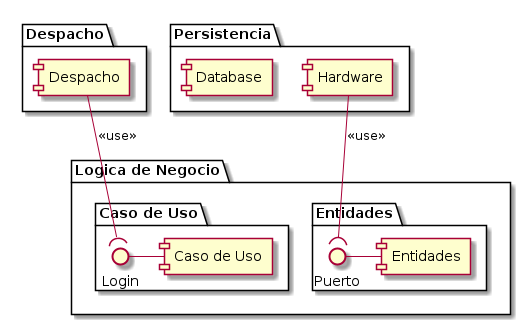 Despacho
Persistencia
Despacho
Database
Hardware
«use»
«use»
Logica de Negocio
Caso de Uso
Entidades
Caso de Uso
Entidades
Login
Puerto